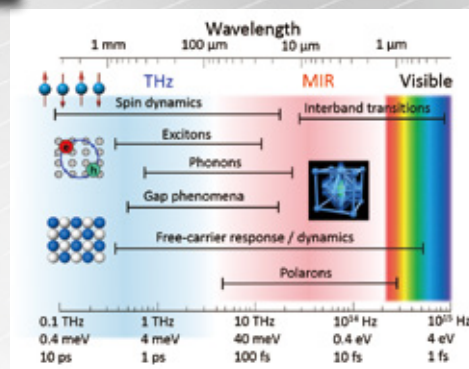 Wavelength
1 mm 100 µm 10 µm 1 µm
THz MIR Visible
Spin dynamics Interband transitions
Excitons
e
h
Phonons
Gap phenomena
Free-carrier response / dynamics
Polarons
0.1 THz 1 THz 10 THz 10¹⁴ Hz 10¹⁵ Hz
0.4 meV 4 meV 40 meV 0.4 eV 4 eV
10 ps 1 ps 100 fs 10 fs 1 fs